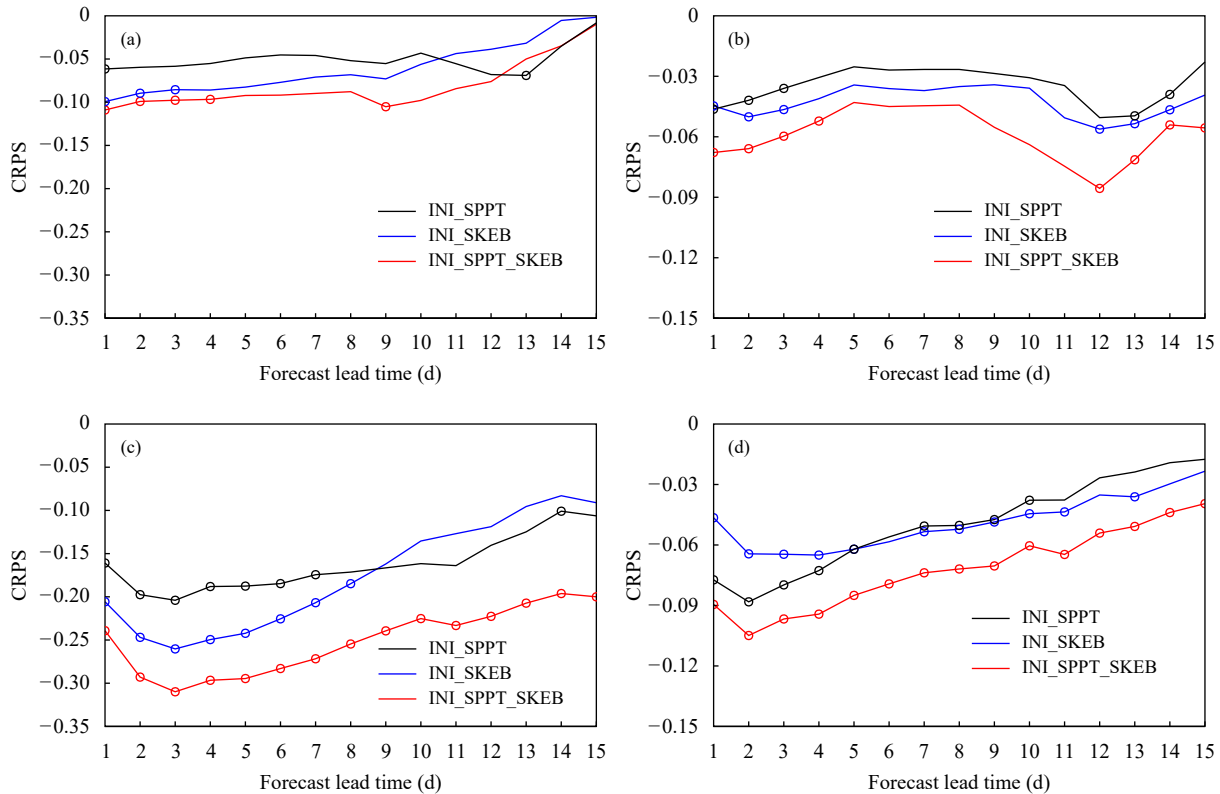 (a)
0
−0.05
−0.10
−0.15
−0.20
−0.25
−0.30
−0.35
CRPS
INI_SPPT
INI_SKEB
INI_SPPT_SKEB
1 2 3 4 5 6 7 8 9 10 11 12 13 14 15
Forecast lead time (d)
(b)
0
−0.03
−0.06
−0.09
−0.12
−0.15
CRPS
INI_SPPT
INI_SKEB
INI_SPPT_SKEB
1 2 3 4 5 6 7 8 9 10 11 12 13 14 15
Forecast lead time (d)
(c)
0
−0.05
−0.10
−0.15
−0.20
−0.25
−0.30
−0.35
CRPS
INI_SPPT
INI_SKEB
INI_SPPT_SKEB
1 2 3 4 5 6 7 8 9 10 11 12 13 14 15
Forecast lead time (d)
(d)
0
−0.03
−0.06
−0.09
−0.12
−0.15
CRPS
INI_SPPT
INI_SKEB
INI_SPPT_SKEB
1 2 3 4 5 6 7 8 9 10 11 12 13 14 15
Forecast lead time (d)